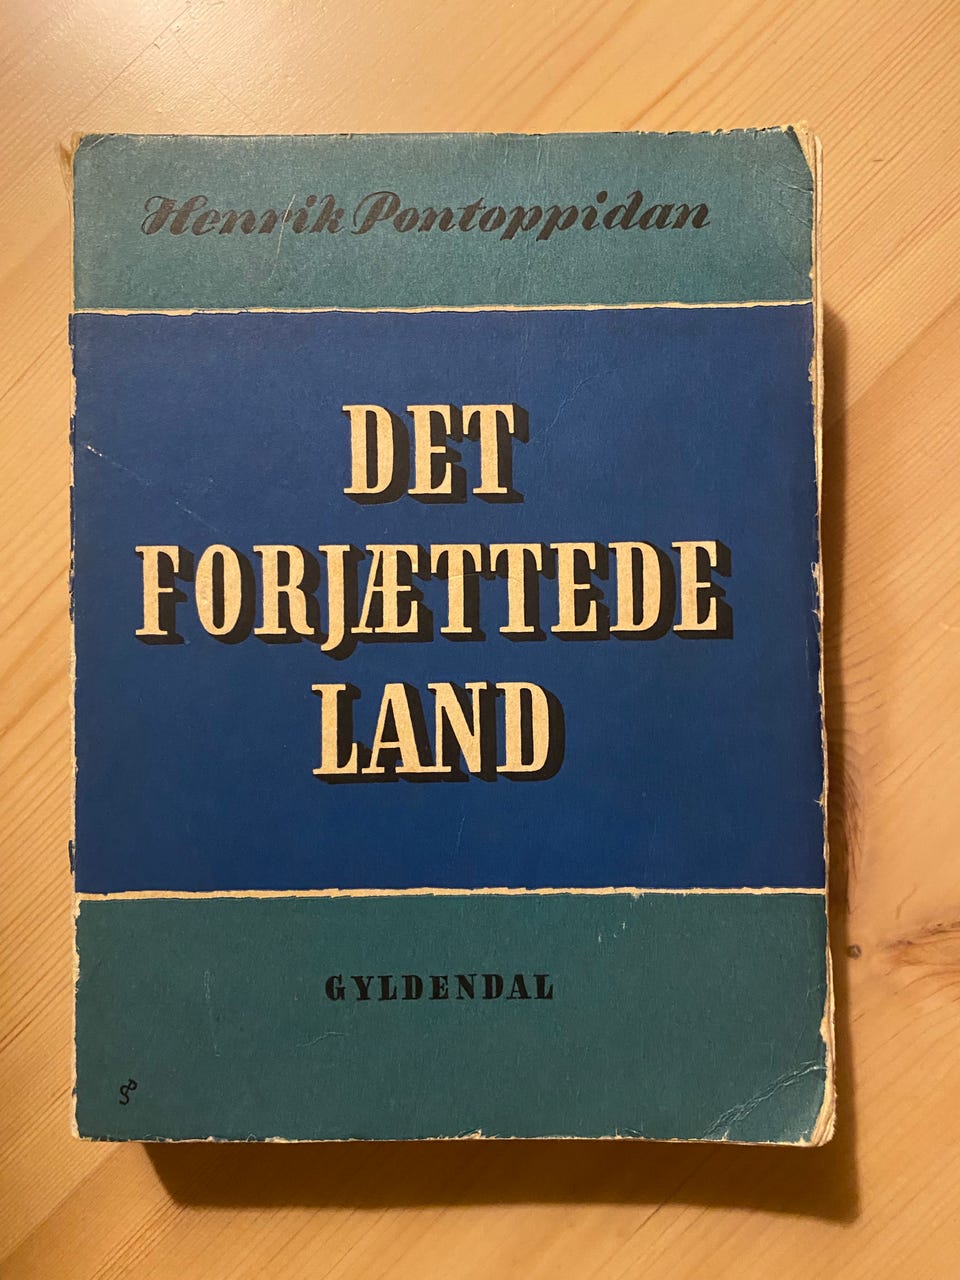 Henrik Pontoppidan
DET
FORJÆTTEDE
LAND
GYLDENDAL